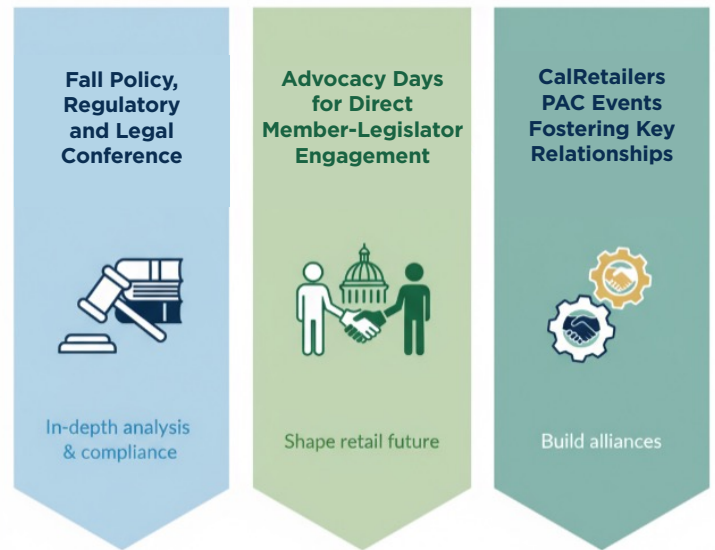 Fall Policy,
Regulatory
and Legal
Conference
In-depth analysis
& compliance
Advocacy Days
for Direct
Member-Legislator
Engagement
Shape retail future
CalRetailers
PAC Events
Fostering Key
Relationships
Build alliances